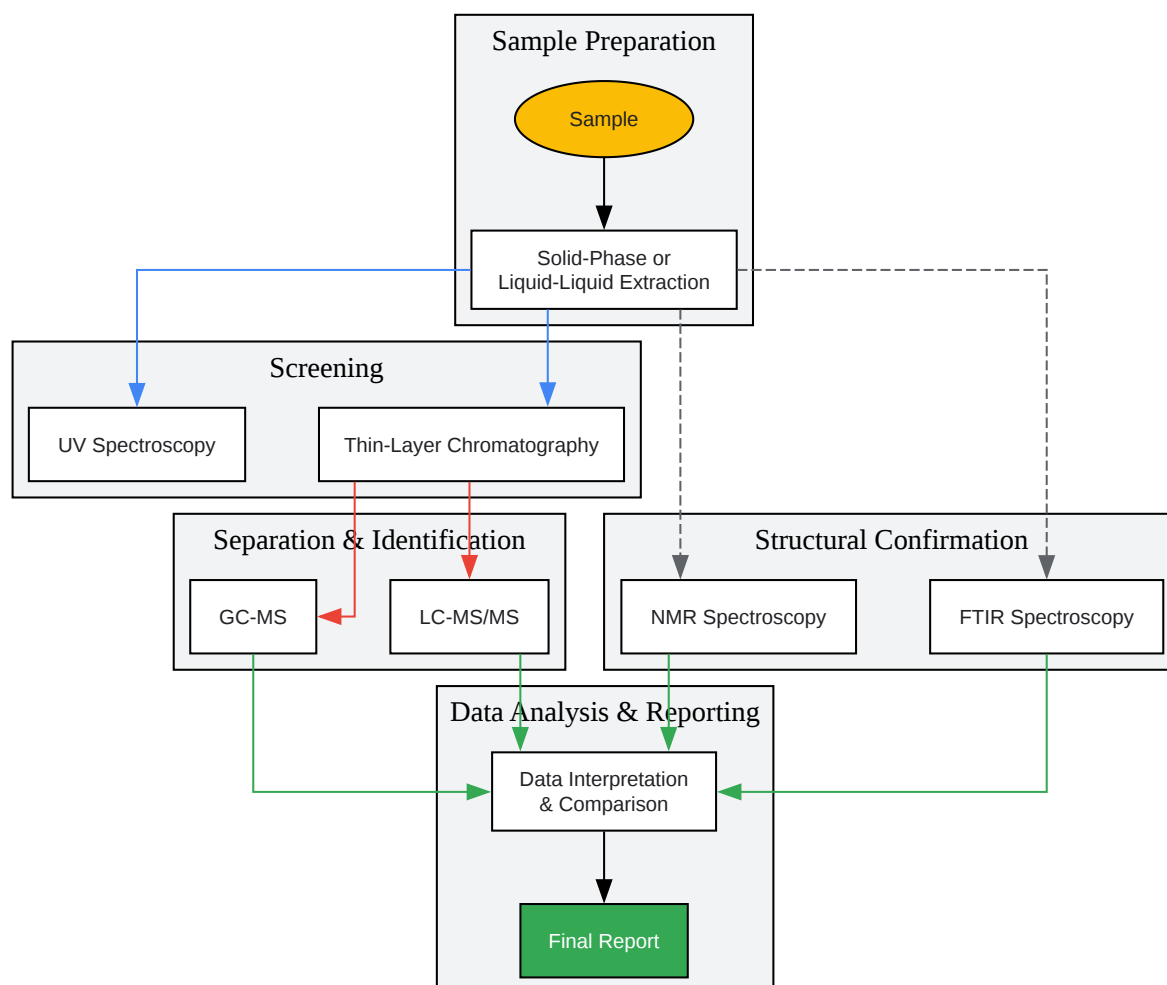 Sample Preparation
Sample
Solid-Phase or
Liquid-Liquid Extraction
Screening
UV Spectroscopy
Thin-Layer Chromatography
Separation & Identification
Structural Confirmation
GC-MS
LC-MS/MS
NMR Spectroscopy
FTIR Spectroscopy
Data Analysis & Reporting
Data Interpretation
& Comparison
Final Report